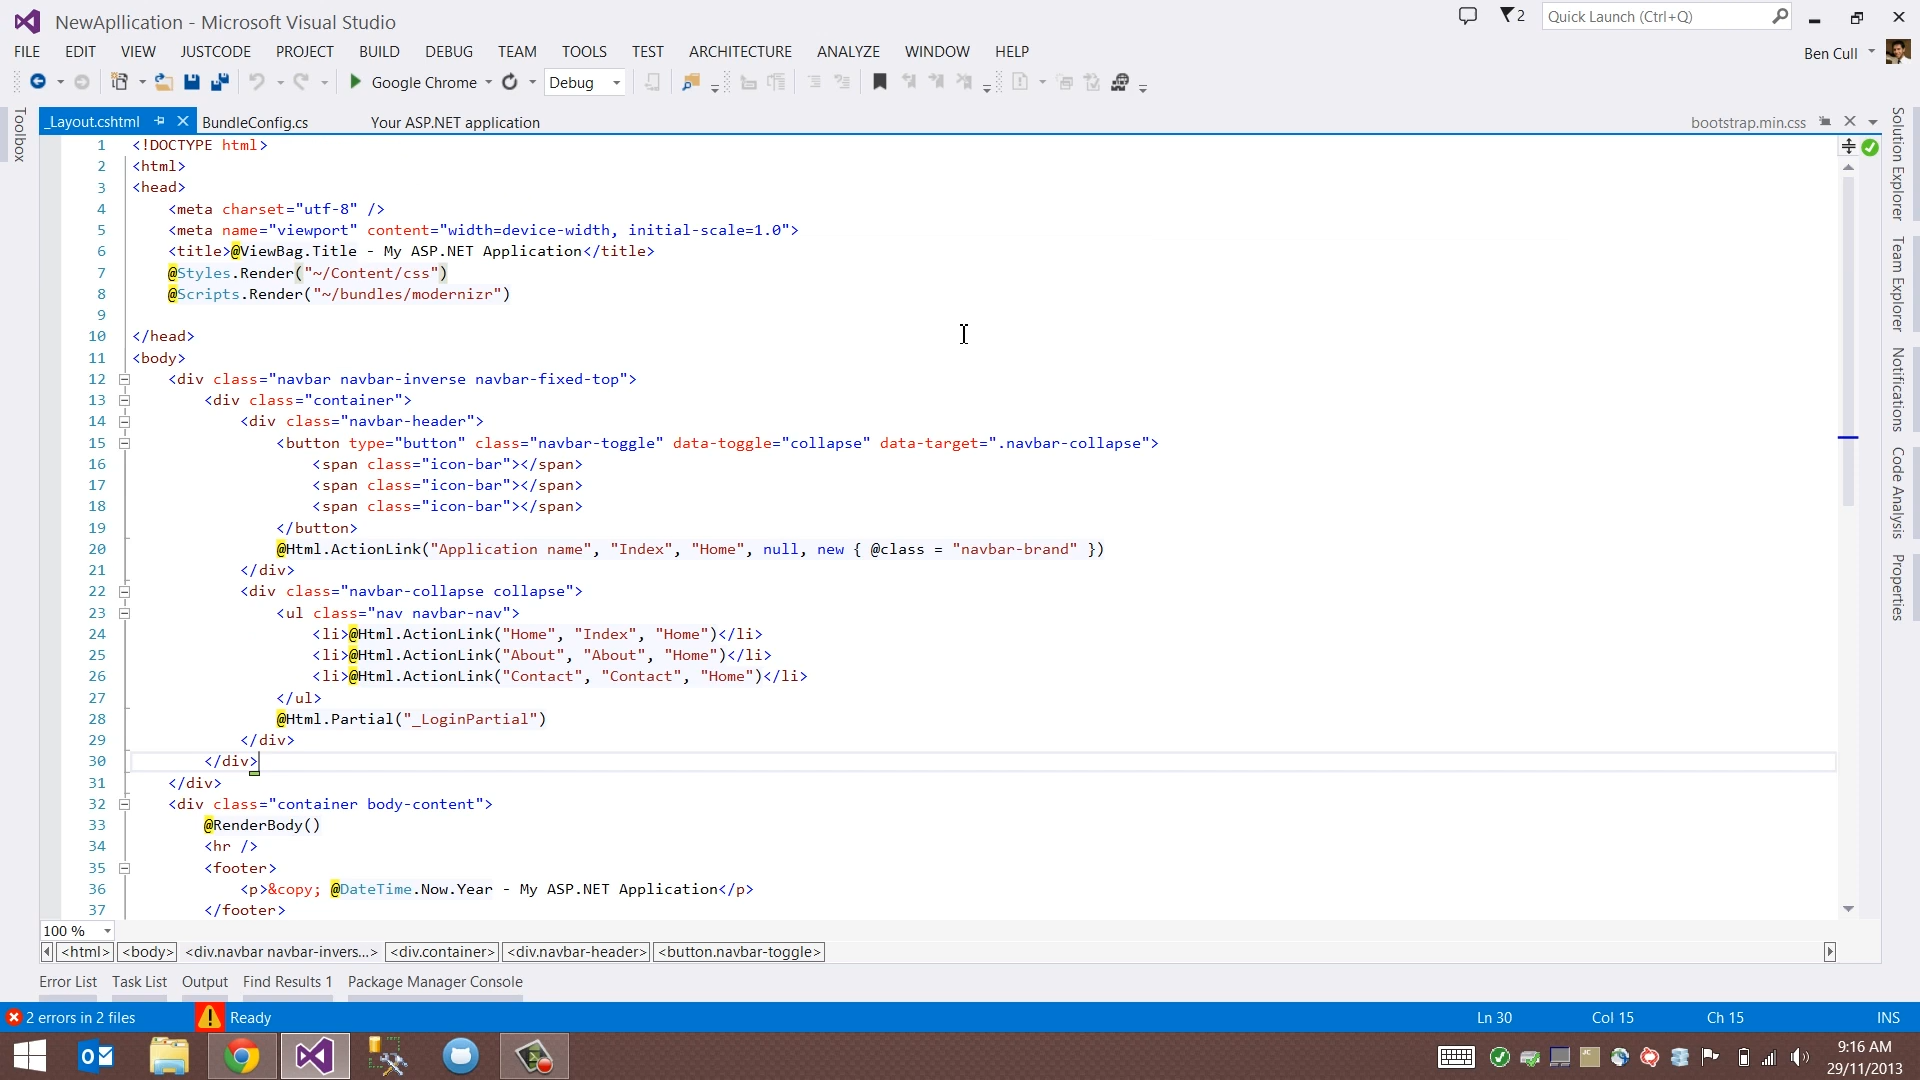 NewApllication - Microsoft Visual Studio
2
Quick Launch (Ctrl+Q)
FILE EDIT VIEW JUSTCODE PROJECT BUILD DEBUG TEAM TOOLS TEST ARCHITECTURE ANALYZE WINDOW HELP
Ben Cull
Google Chrome
Debug
Toolbox
_Layout.cshtml
BundleConfig.cs
Your ASP.NET application
bootstrap.min.css
1 <!DOCTYPE html>
2 <html>
3 <head>
4 <meta charset="utf-8" />
5 <meta name="viewport" content="width=device-width, initial-scale=1.0">
6 <title>@ViewBag.Title - My ASP.NET Application</title>
7 @Styles.Render("~/Content/css")
8 @Scripts.Render("~/bundles/modernizr")
9
10 </head>
11 <body>
12 <div class="navbar navbar-inverse navbar-fixed-top">
13 <div class="container">
14 <div class="navbar-header">
15 <button type="button" class="navbar-toggle" data-toggle="collapse" data-target=".navbar-collapse">
16 <span class="icon-bar"></span>
17 <span class="icon-bar"></span>
18 <span class="icon-bar"></span>
19 </button>
20 @Html.ActionLink("Application name", "Index", "Home", null, new { @class = "navbar-brand" })
21 </div>
22 <div class="navbar-collapse collapse">
23 <ul class="nav navbar-nav">
24 <li>@Html.ActionLink("Home", "Index", "Home")</li>
25 <li>@Html.ActionLink("About", "About", "Home")</li>
26 <li>@Html.ActionLink("Contact", "Contact", "Home")</li>
27 </ul>
28 @Html.Partial("_LoginPartial")
29 </div>
30 </div>
31 </div>
32 <div class="container body-content">
33 @RenderBody()
34 <hr />
35 <footer>
36 <p>&copy; @DateTime.Now.Year - My ASP.NET Application</p>
37 </footer>
Solution Explorer
Team Explorer
Notifications
Code Analysis
Properties
100 %
<html> <body> <div.navbar navbar-invers...> <div.container> <div.navbar-header> <button.navbar-toggle>
Error List Task List Output Find Results 1 Package Manager Console
2 errors in 2 files
Ready
Ln 30
Col 15
Ch 15
INS
JC
9:16 AM
29/11/2013